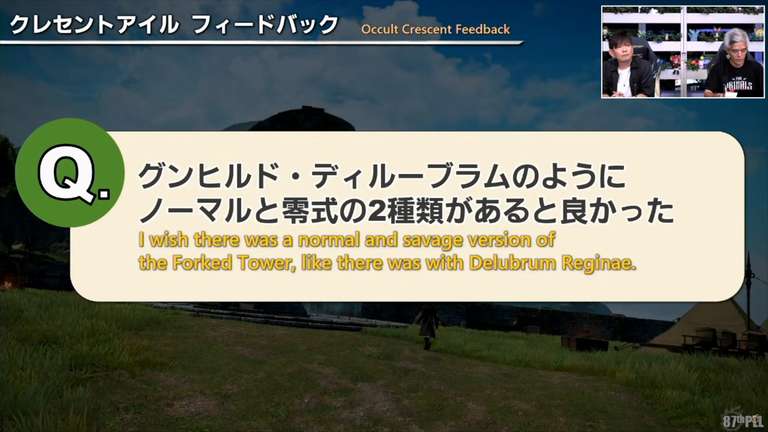 クレセントアイル フィードバック Occult Crescent Feedback
Q.
グンヒルド・ディルーブラムのように
ノーマルと零式の2種類があると良かった
I wish there was a normal and savage version of
the Forked Tower, like there was with Delubrum Reginae.
87th PLL